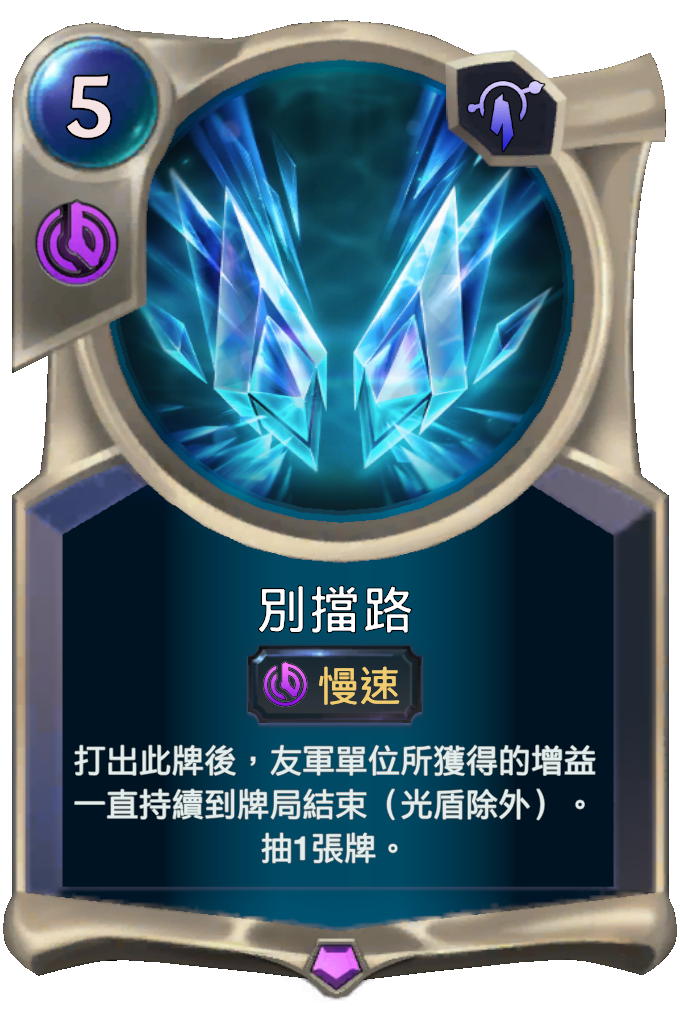 5
別擋路
慢速
打出此牌後，友軍單位所獲得的增益
一直持續到牌局結束（光盾除外）。
抽1張牌。